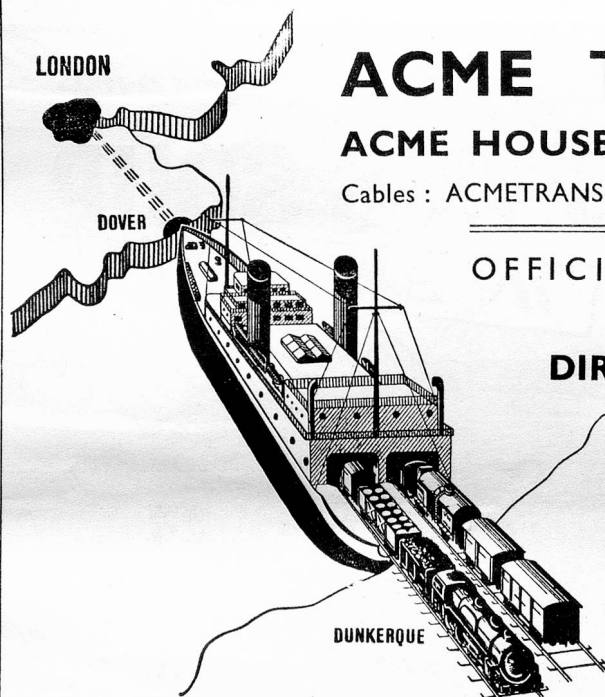 LONDON
ACME T
ACME HOUSE
Cables : ACMETRANS
DOVER
OFFICI
DIR
DUNKERQUE